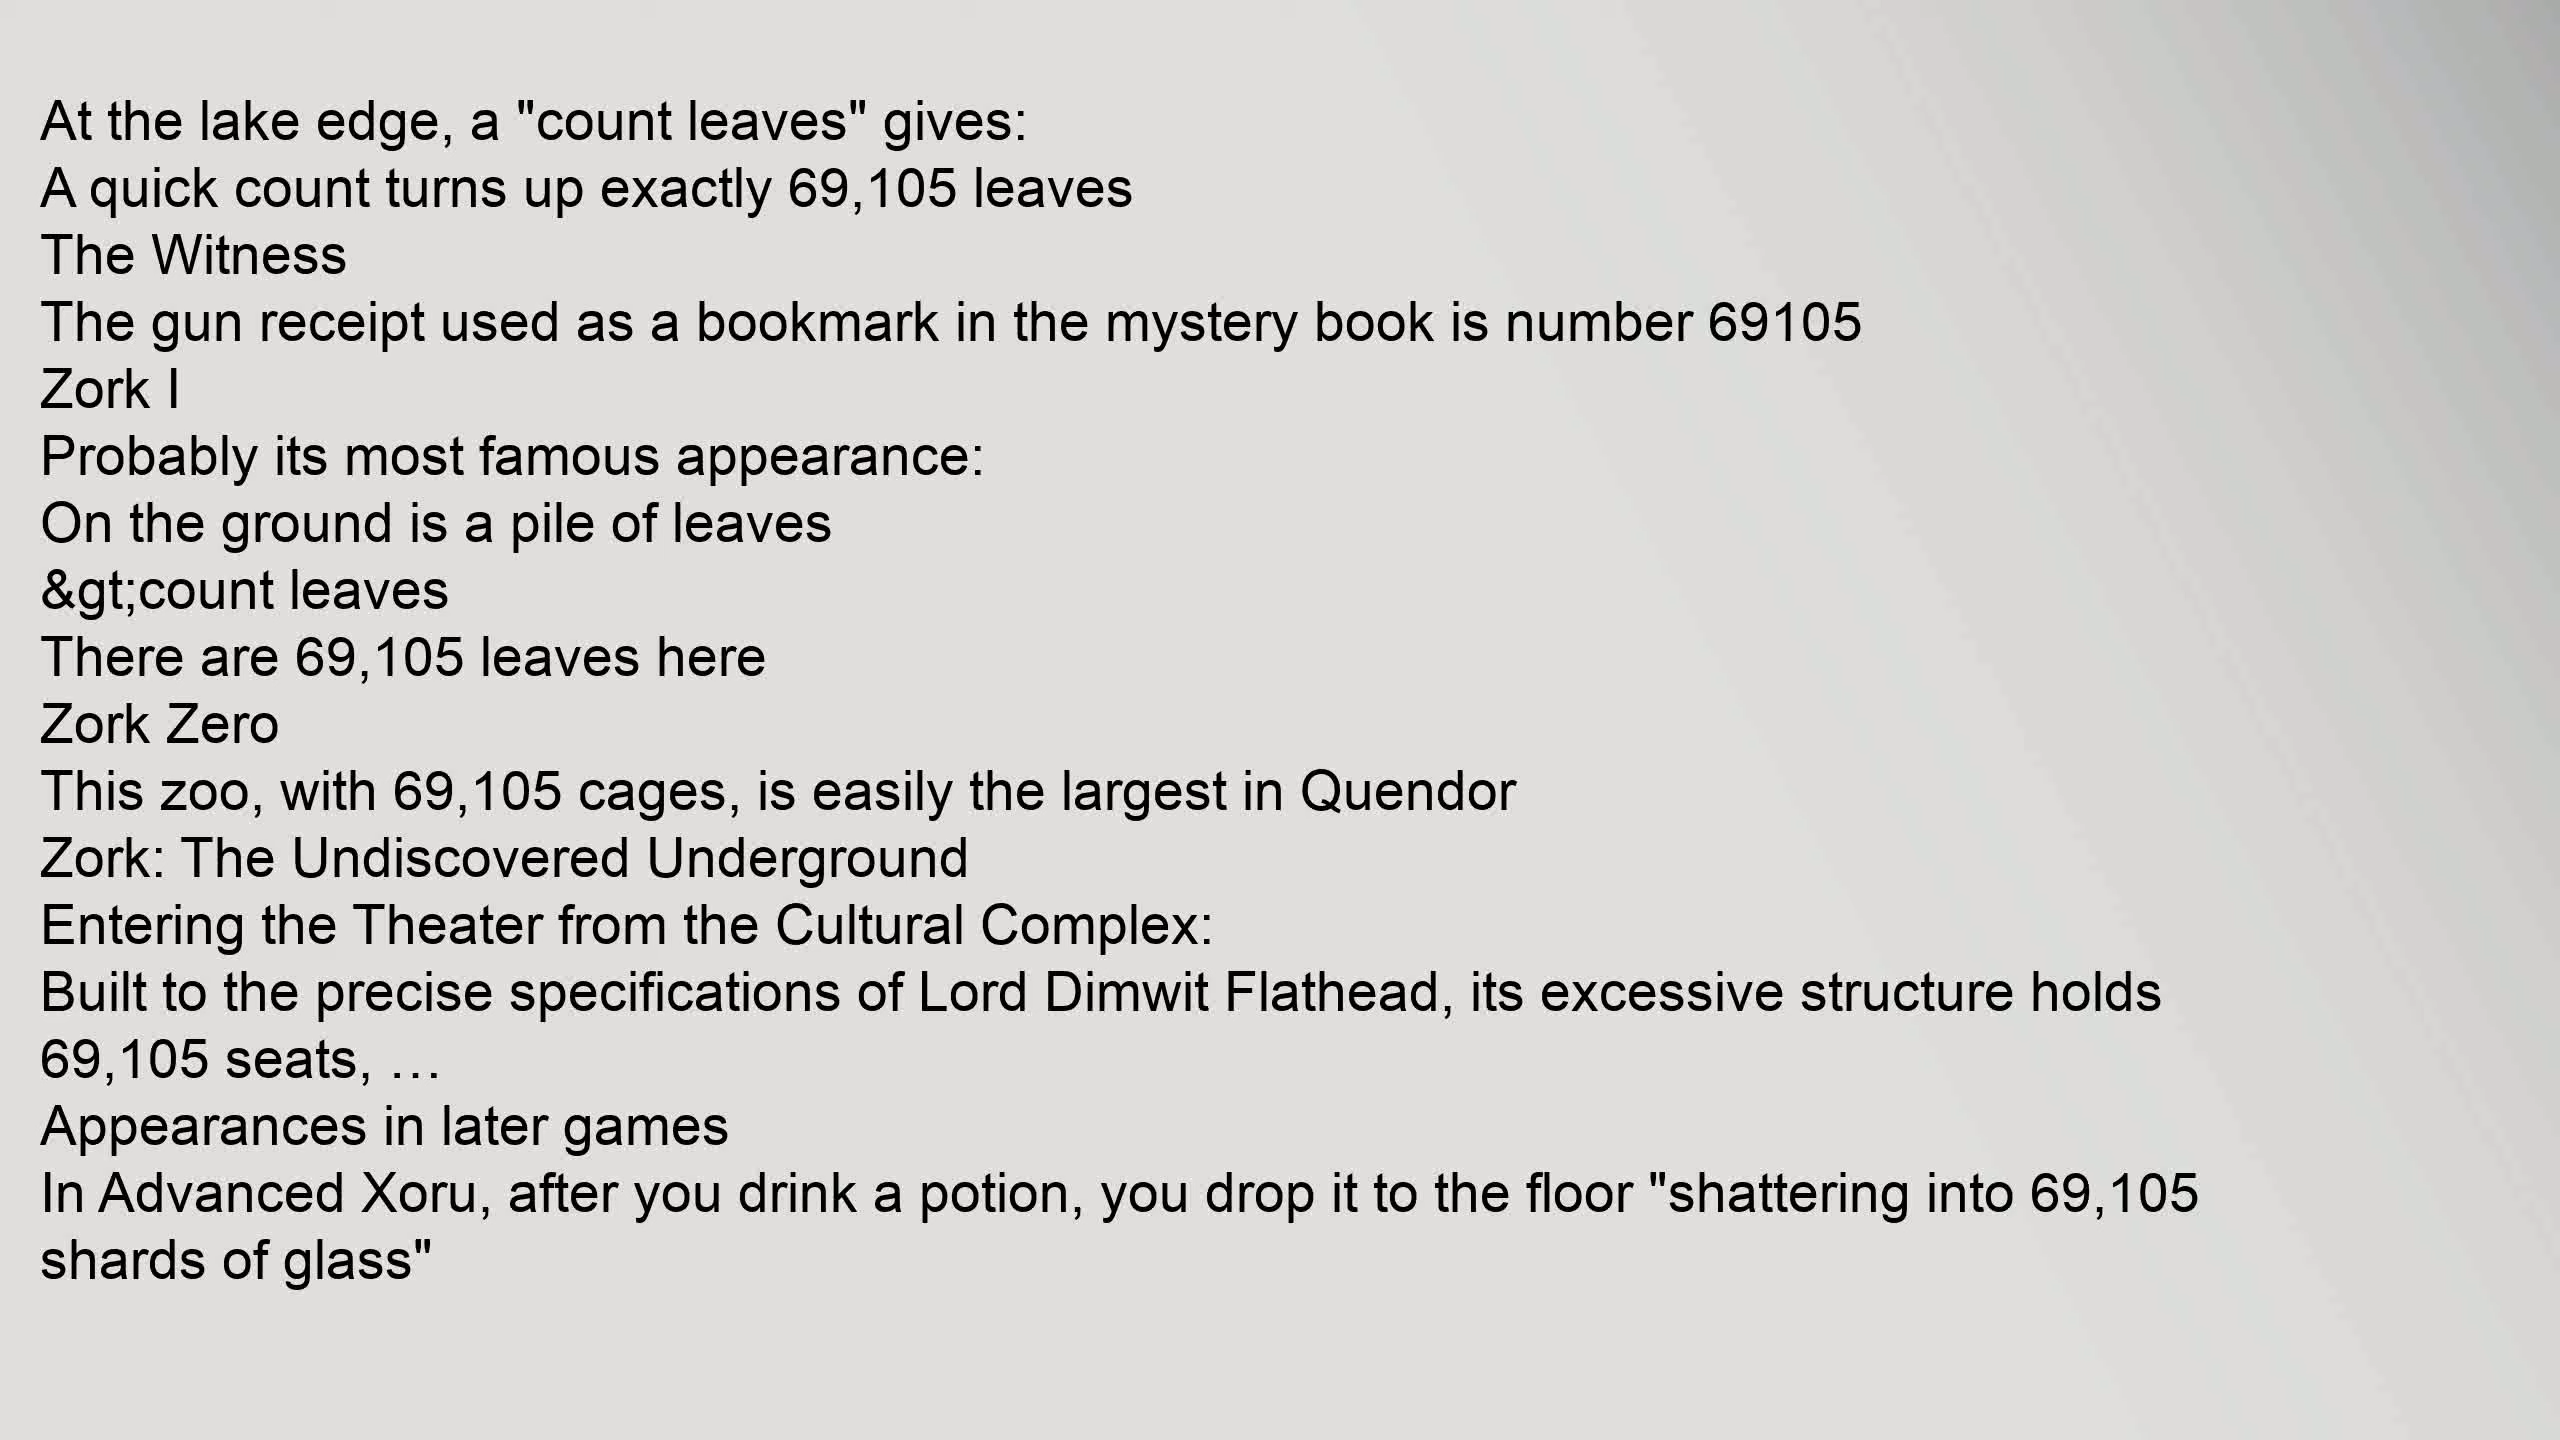 At the lake edge, a "count leaves" gives:
A quick count turns up exactly 69,105 leaves
The Witness
The gun receipt used as a bookmark in the mystery book is number 69105
Zork I
Probably its most famous appearance:
On the ground is a pile of leaves
&gt;count leaves
There are 69,105 leaves here
Zork Zero
This zoo, with 69,105 cages, is easily the largest in Quendor
Zork: The Undiscovered Underground
Entering the Theater from the Cultural Complex:
Built to the precise specifications of Lord Dimwit Flathead, its excessive structure holds
69,105 seats, …
Appearances in later games
In Advanced Xoru, after you drink a potion, you drop it to the floor "shattering into 69,105
shards of glass"